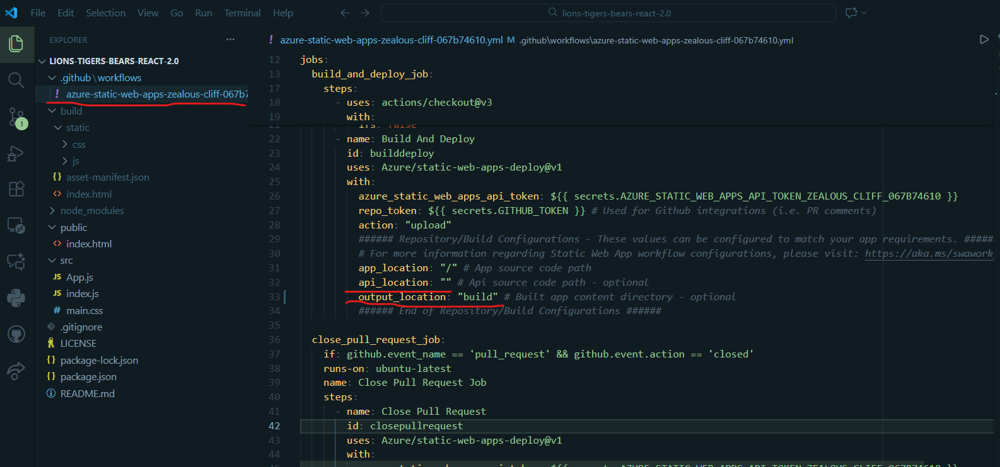 File Edit Selection View Go Run Terminal Help
lions-tigers-bears-react-2.0
EXPLORER
LIONS-TIGERS-BEARS-REACT-2.0
.github\workflows
! azure-static-web-apps-zealous-cliff-067b7
build
static
css
js
{} asset-manifest.json
<> index.html
node_modules
public
<> index.html
src
JS App.js
JS index.js
# main.css
.gitignore
LICENSE
{} package-lock.json
{} package.json
README.md
1
! azure-static-web-apps-zealous-cliff-067b74610.yml M .github\workflows\azure-static-web-apps-zealous-cliff-067b74610.yml
12 jobs:
13 build_and_deploy_job:
17 steps:
18 - uses: actions/checkout@v3
19 with:
21 lfs: false
22 - name: Build And Deploy
23 id: builddeploy
24 uses: Azure/static-web-apps-deploy@v1
25 with:
26 azure_static_web_apps_api_token: ${{ secrets.AZURE_STATIC_WEB_APPS_API_TOKEN_ZEALOUS_CLIFF_067B74610 }}
27 repo_token: ${{ secrets.GITHUB_TOKEN }} # Used for Github integrations (i.e. PR comments)
28 action: "upload"
29 ###### Repository/Build Configurations - These values can be configured to match your app requirements. #####
30 # For more information regarding Static Web App workflow configurations, please visit: https://aka.ms/swawork
31 app_location: "/" # App source code path
32 api_location: "" # Api source code path - optional
33 output_location: "build" # Built app content directory - optional
34 ###### End of Repository/Build Configurations ######
35
36 close_pull_request_job:
37 if: github.event_name == 'pull_request' && github.event.action == 'closed'
38 runs-on: ubuntu-latest
39 name: Close Pull Request Job
40 steps:
41 - name: Close Pull Request
42 id: closepullrequest
43 uses: Azure/static-web-apps-deploy@v1
44 with: